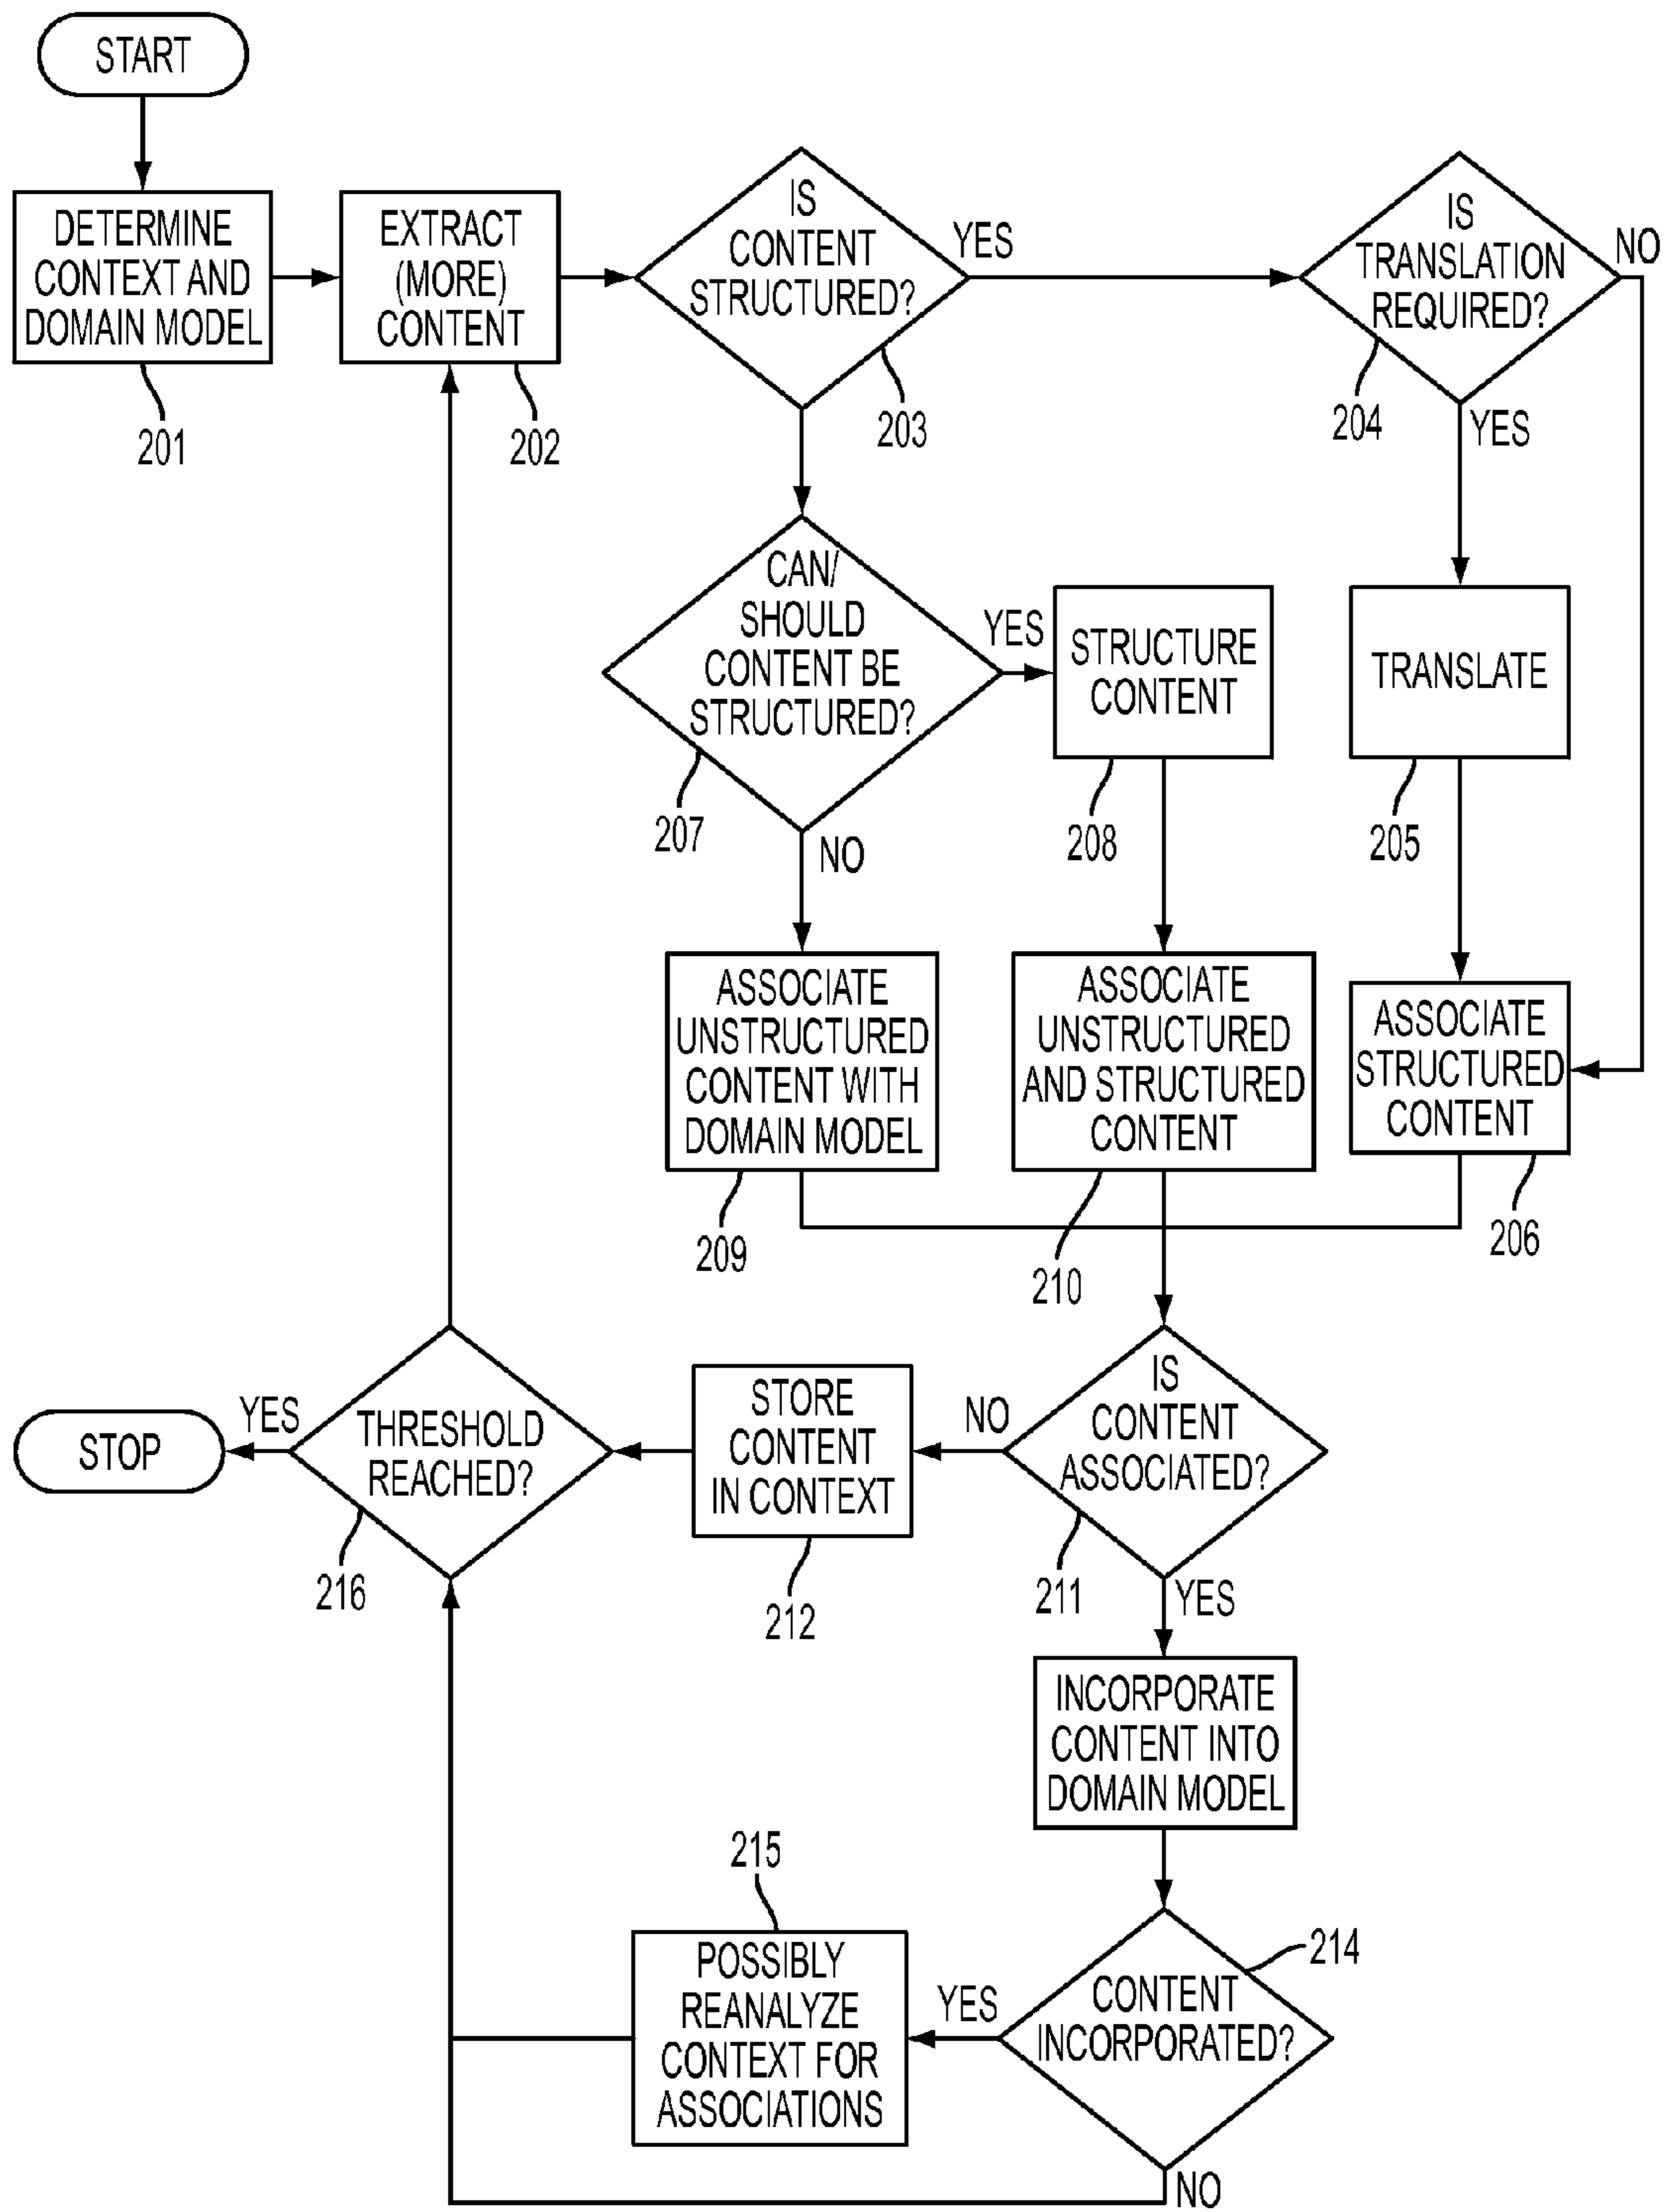 START
DETERMINE
CONTEXT AND
DOMAIN MODEL
201
EXTRACT
(MORE)
CONTENT
202
IS
CONTENT
STRUCTURED?
203
YES
IS
TRANSLATION
REQUIRED?
204
NO
YES
CAN/
SHOULD
CONTENT BE
STRUCTURED?
207
YES
NO
STRUCTURE
CONTENT
208
TRANSLATE
205
ASSOCIATE
UNSTRUCTURED
CONTENT WITH
DOMAIN MODEL
209
ASSOCIATE
UNSTRUCTURED
AND STRUCTURED
CONTENT
210
ASSOCIATE
STRUCTURED
CONTENT
206
STOP
YES
THRESHOLD
REACHED?
216
STORE
CONTENT
IN CONTEXT
212
NO
IS
CONTENT
ASSOCIATED?
211
YES
INCORPORATE
CONTENT INTO
DOMAIN MODEL
215
POSSIBLY
REANALYZE
CONTEXT FOR
ASSOCIATIONS
YES
CONTENT
INCORPORATED?
214
NO